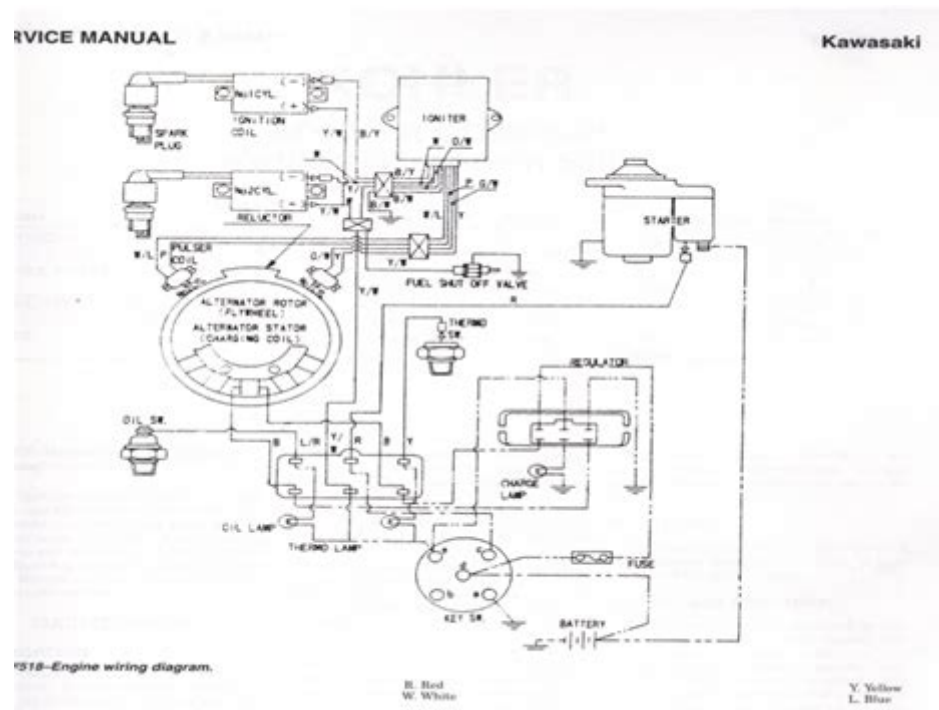 RVICE MANUAL
Kawasaki
No1CYL.
(-)
(+)
IGNITION
COIL
SPARK
PLUG
Y/W
B/Y
IGNITER
W
O/W
W
B/Y
B/W
B/W
P
G/W
No2CYL.
(-)
(+)
Y/
W
Y/W
RELUCTOR
W/L
Y
STARTER
W/L
P
PULSER
COIL
O/W
Y
Y/W
FUEL SHUT OFF VALVE
Y/W
R
ALTERNATOR ROTOR
(FLYWHEEL)
ALTERNATOR STATOR
(CHARGING COIL)
THERMO
SW.
REGULATOR
OIL SW.
B
L/R
Y/
W
R
B
Y
CHARGE
LAMP
OIL LAMP
THERMO LAMP
a
c
d
b
e
KEY SW.
FUSE
BATTERY
518–Engine wiring diagram.
R. Red
W. White
Y. Yellow
L. Blue